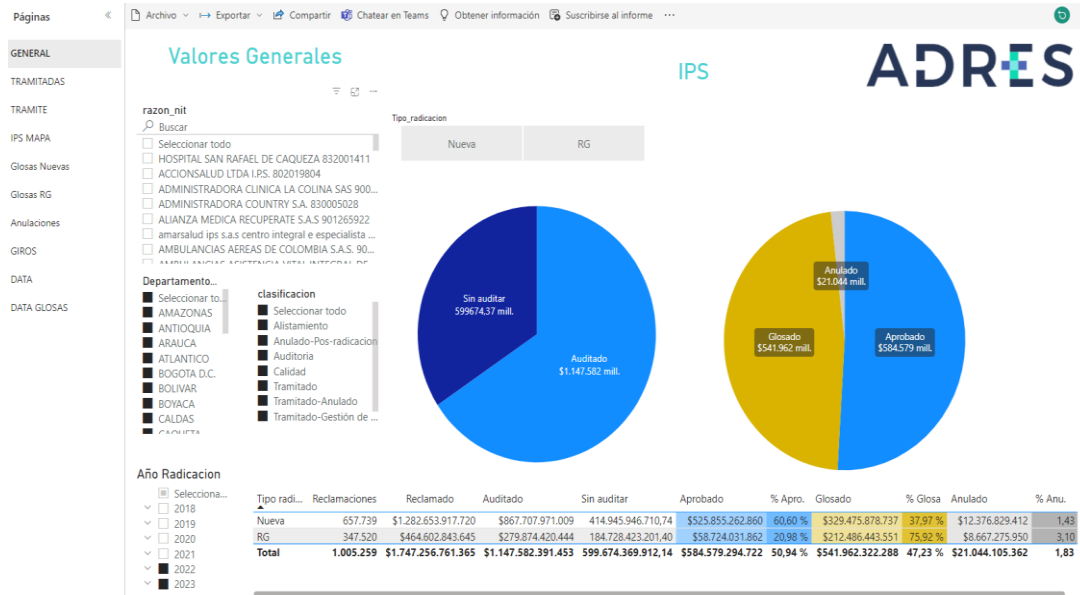 Páginas
GENERAL
TRAMITADAS
TRAMITE
IPS MAPA
Glosas Nuevas
Glosas RG
Anulaciones
GIROS
DATA
DATA GLOSAS
Archivo Exportar Compartir Chatear en Teams Obtener información Suscribirse al informe
Valores Generales
IPS
ADRES
razon_nit
Buscar
Seleccionar todo
HOSPITAL SAN RAFAEL DE CAQUEZA 832001411
ACCIONSALUD LTDA I.P.S. 802019804
ADMINISTRADORA CLINICA LA COLINA SAS 900...
ADMINISTRADORA COUNTRY S.A. 830005028
ALIANZA MEDICA RECUPERATE S.A.S 901265922
amarsalud ips s.a.s centro integral e especialista ...
AMBULANCIAS AEREAS DE COLOMBIA S.A.S. 90...
AMBULANCIAS ASISTENCIA VITAL INTEGRAL DE
Tipo_radicacion
Nueva RG
Departamento...
Seleccionar to...
AMAZONAS
ANTIOQUIA
ARAUCA
ATLANTICO
BOGOTA D.C.
BOLIVAR
BOYACA
CALDAS
CAQUETA
clasificacion
Seleccionar todo
Alistamiento
Anulado-Pos-radicacion
Auditoria
Calidad
Tramitado
Tramitado-Anulado
Tramitado-Gestión de ...
Sin auditar
599674.37 mill.
Auditado
$1.147.582 mill.
Anulado
$21.044 mill.
Glosado
$541.962 mill.
Aprobado
$584.579 mill.
Año Radicacion
Selecciona...
2018
2019
2020
2021
2022
2023
Tipo radi... Reclamaciones Reclamado Auditado Sin auditar Aprobado % Apro. Glosado % Glosa Anulado % Anu.
Nueva 657.739 $1.282.653.917.720 $867.707.971.009 414.945.946.710,74 $525.855.262.860 60,60 % $329.475.878.737 37,97 % $12.376.829.412 1,43
RG 347.520 $464.602.843.645 $279.874.420.444 184.728.423.201,40 $58.724.031.862 20,98 % $212.486.443.551 75,92 % $8.667.275.950 3,10
Total 1.005.259 $1.747.256.761.365 $1.147.582.391.453 599.674.369.912,14 $584.579.294.722 50,94 % $541.962.322.288 47,23 % $21.044.105.362 1,83